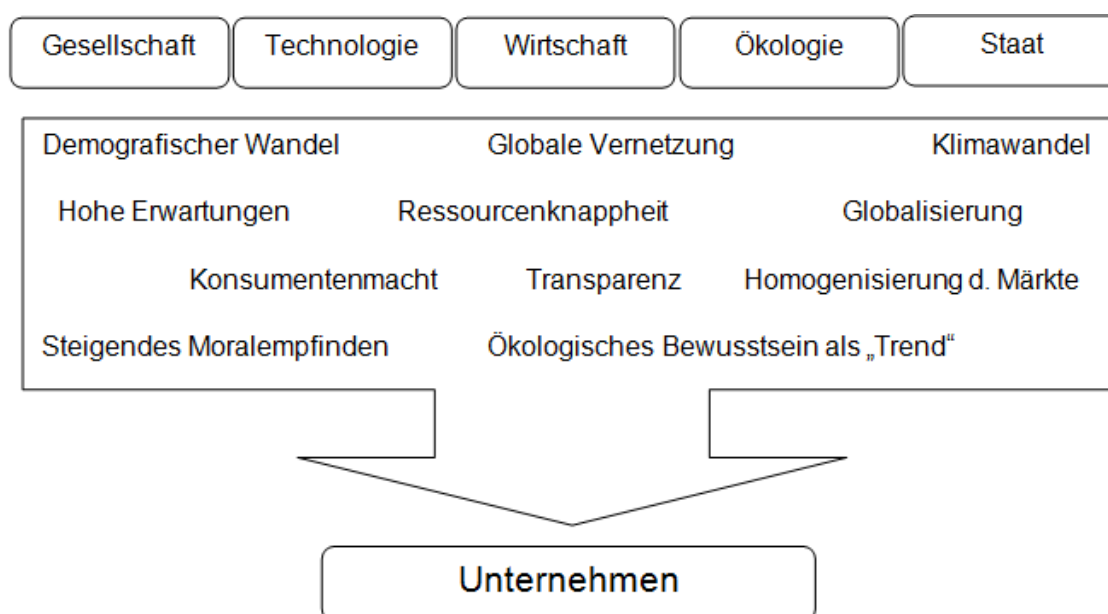 Gesellschaft Technologie Wirtschaft Ökologie Staat
Demografischer Wandel Globale Vernetzung Klimawandel
Hohe Erwartungen Ressourcenknappheit Globalisierung
Konsumentenmacht Transparenz Homogenisierung d. Märkte
Steigendes Moralempfinden Ökologisches Bewusstsein als „Trend“
Unternehmen